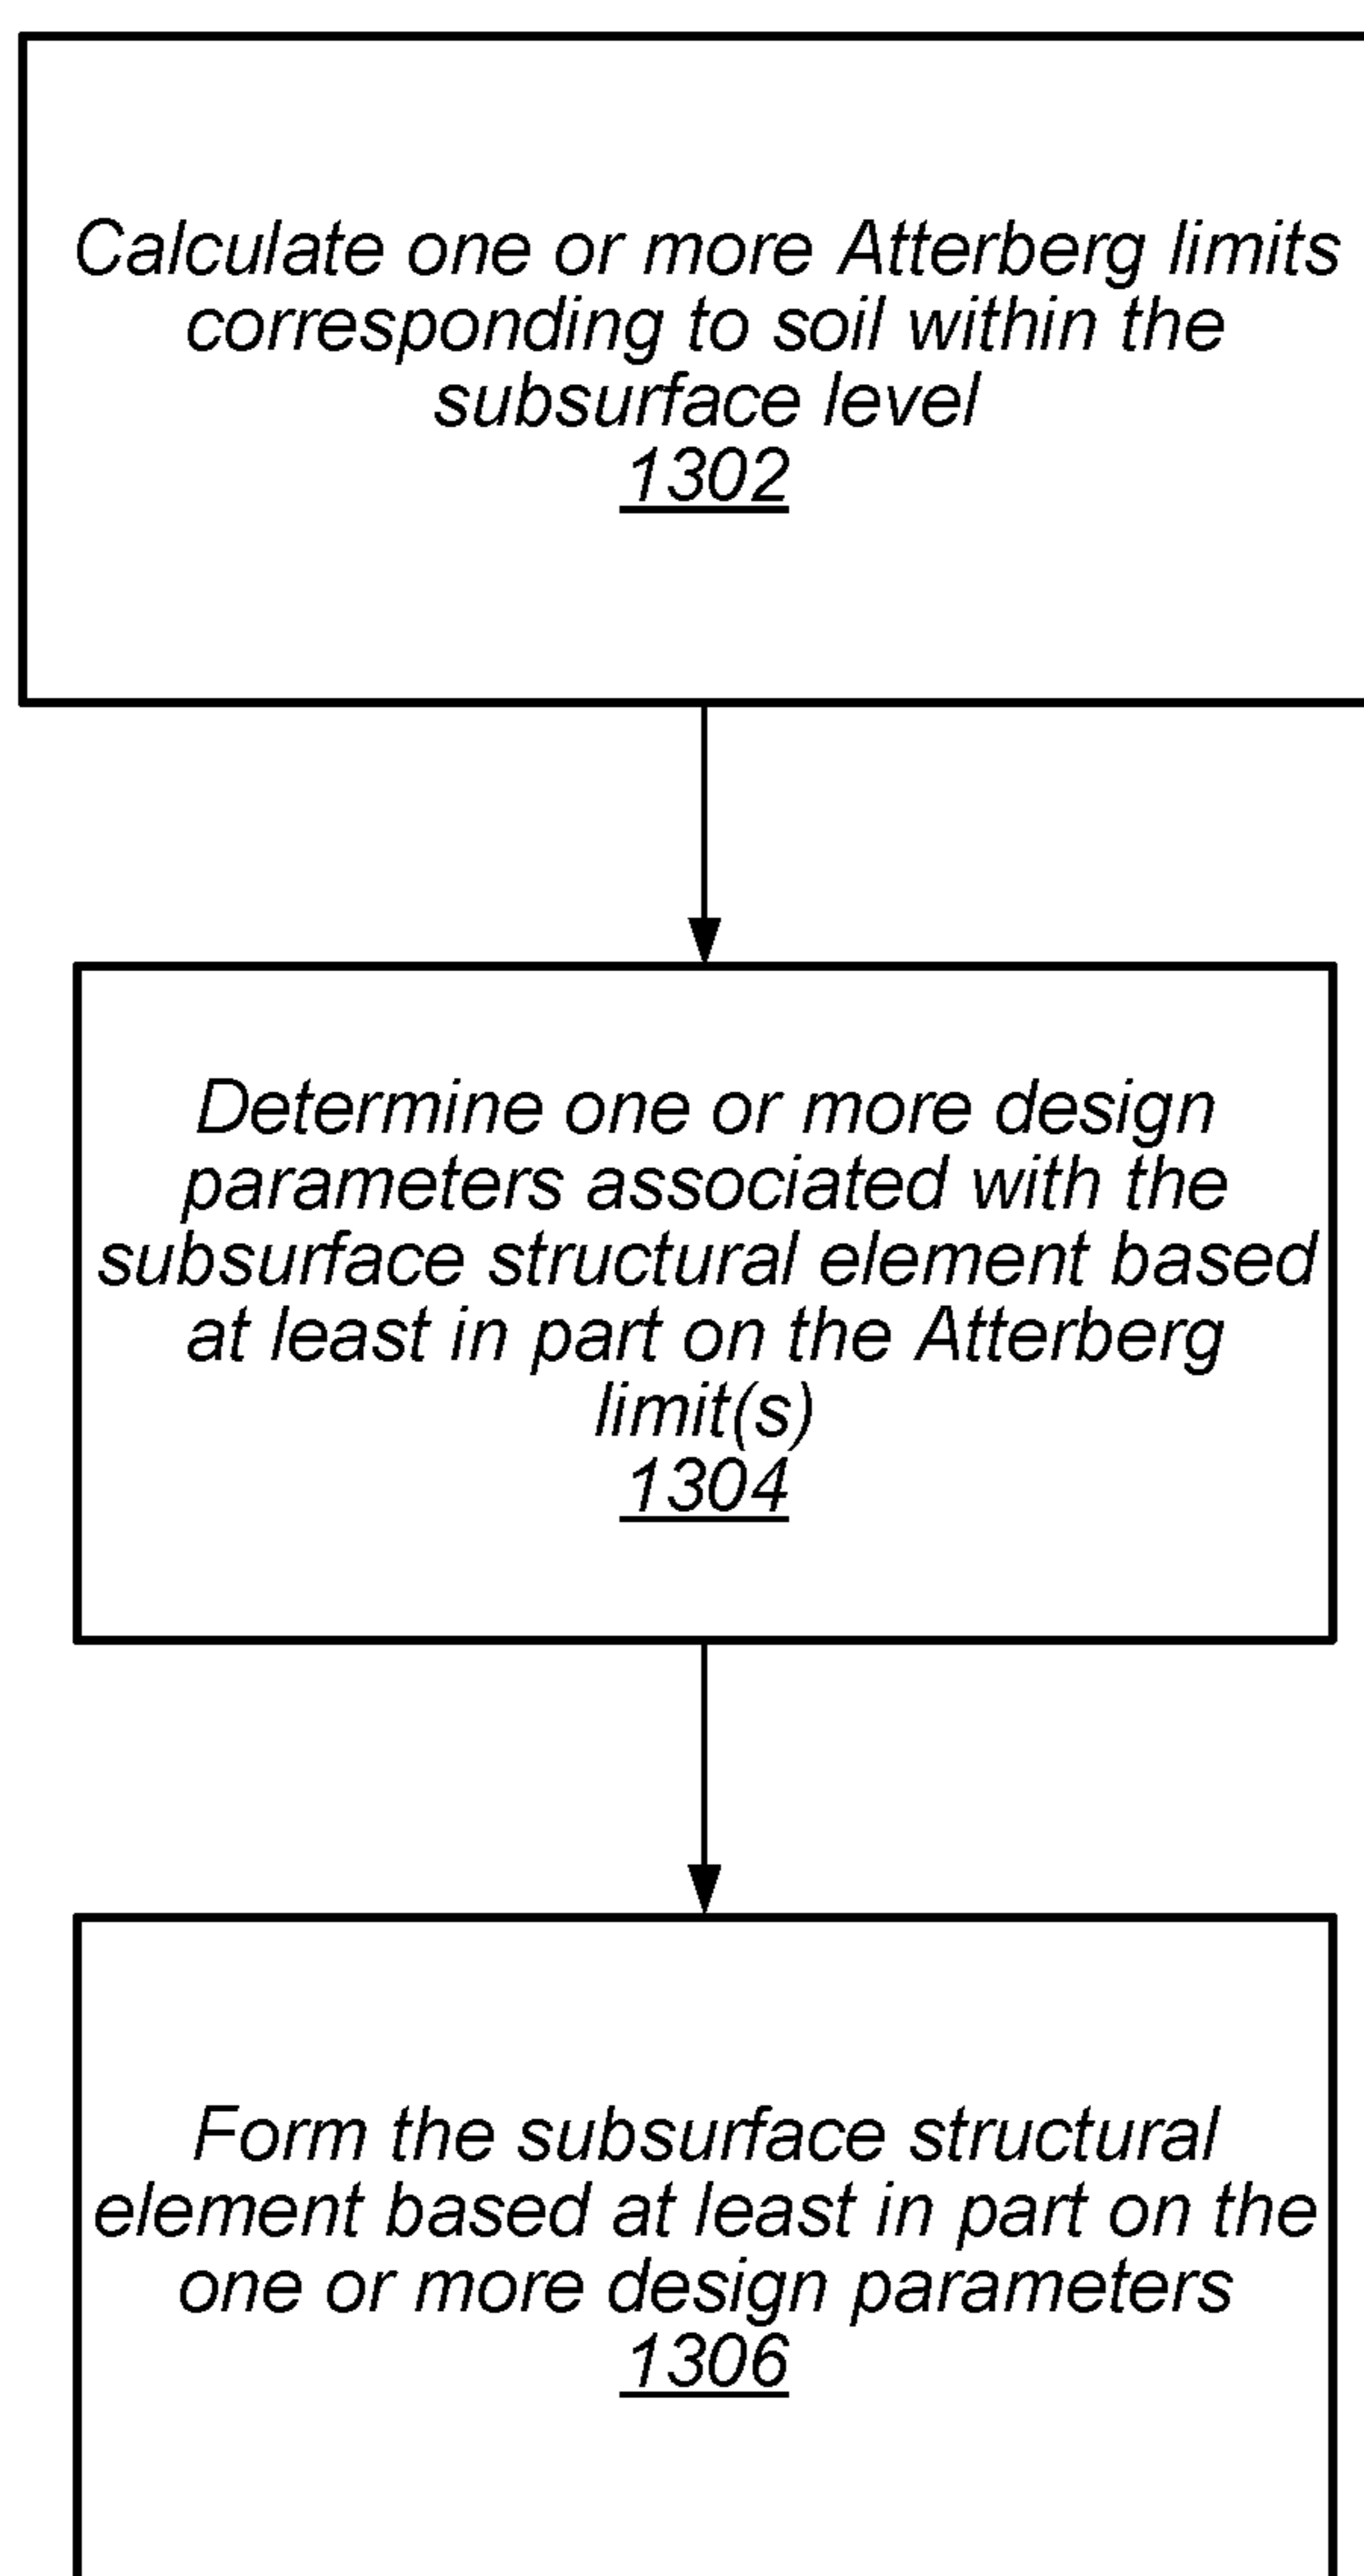 Calculate one or more Atterberg limits
corresponding to soil within the
subsurface level
1302
Determine one or more design
parameters associated with the
subsurface structural element based
at least in part on the Atterberg
limit(s)
1304
Form the subsurface structural
element based at least in part on the
one or more design parameters
1306